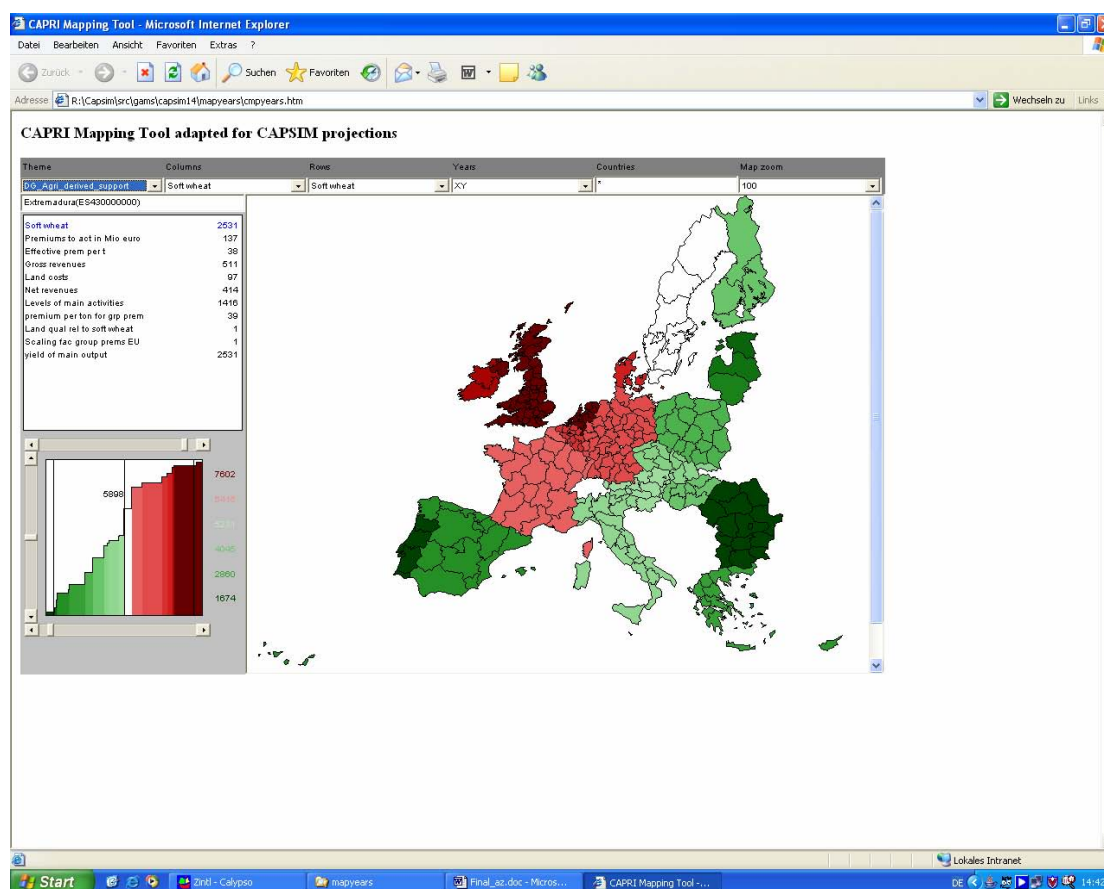 CAPRI Mapping Tool - Microsoft Internet Explorer
Datei Bearbeiten Ansicht Favoriten Extras ?
Zurück Suchen Favoriten
Adresse R:\Capsim\src\gams\capsim14\mapyears\cmpyears.htm Wechseln zu Links
CAPRI Mapping Tool adapted for CAPSIM projections
Theme Columns Rows Years Countries Map zoom
DG_Agri_derived_support Soft wheat Soft wheat XY * 100
Extremadura(ES430000000)
Soft wheat 2531
Premiums to act in Mio euro 137
Effective prem per t 38
Gross revenues 511
Land costs 97
Net revenues 414
Levels of main activities 1416
premium per ton for grp prem 39
Land qual rel to soft wheat 1
Scaling fac group prems EU 1
yield of main output 2531
7602
5898
4045
2860
1674
Lokales Intranet
Start Zintl - Calypso mapyears Final_az.doc - Micros... CAPRI Mapping Tool -... DE 14:42